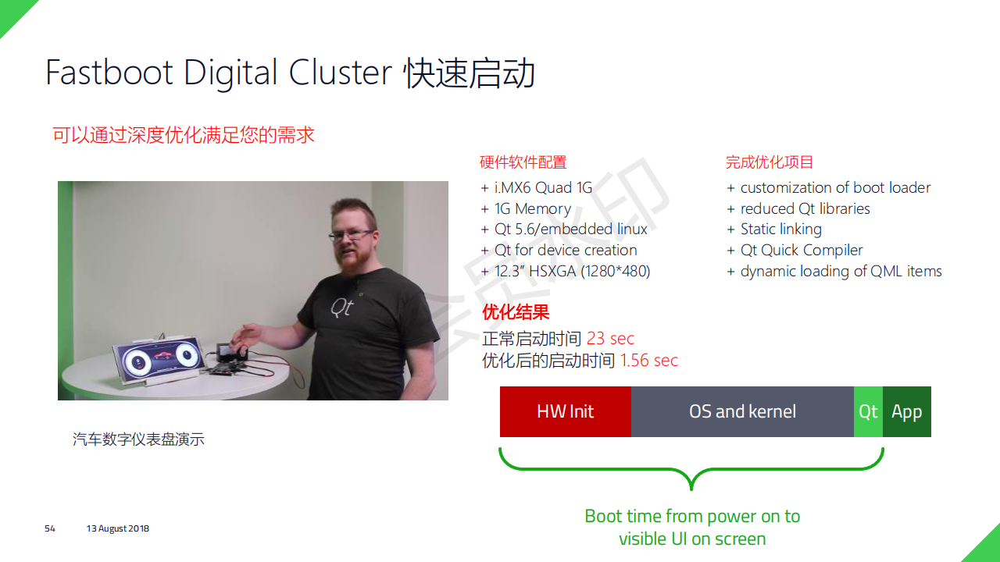 Fastboot Digital Cluster 快速启动
可以通过深度优化满足您的需求
Qt
汽车数字仪表盘演示
硬件软件配置
+ i.MX6 Quad 1G
+ 1G Memory
+ Qt 5.6/embedded linux
+ Qt for device creation
+ 12.3” HSXGA (1280*480)
完成优化项目
+ customization of boot loader
+ reduced Qt libraries
+ Static linking
+ Qt Quick Compiler
+ dynamic loading of QML items
优化结果
正常启动时间 23 sec
优化后的启动时间 1.56 sec
HW Init
OS and kernel
Qt
App
Boot time from power on to
visible UI on screen
会员水印
54
13 August 2018